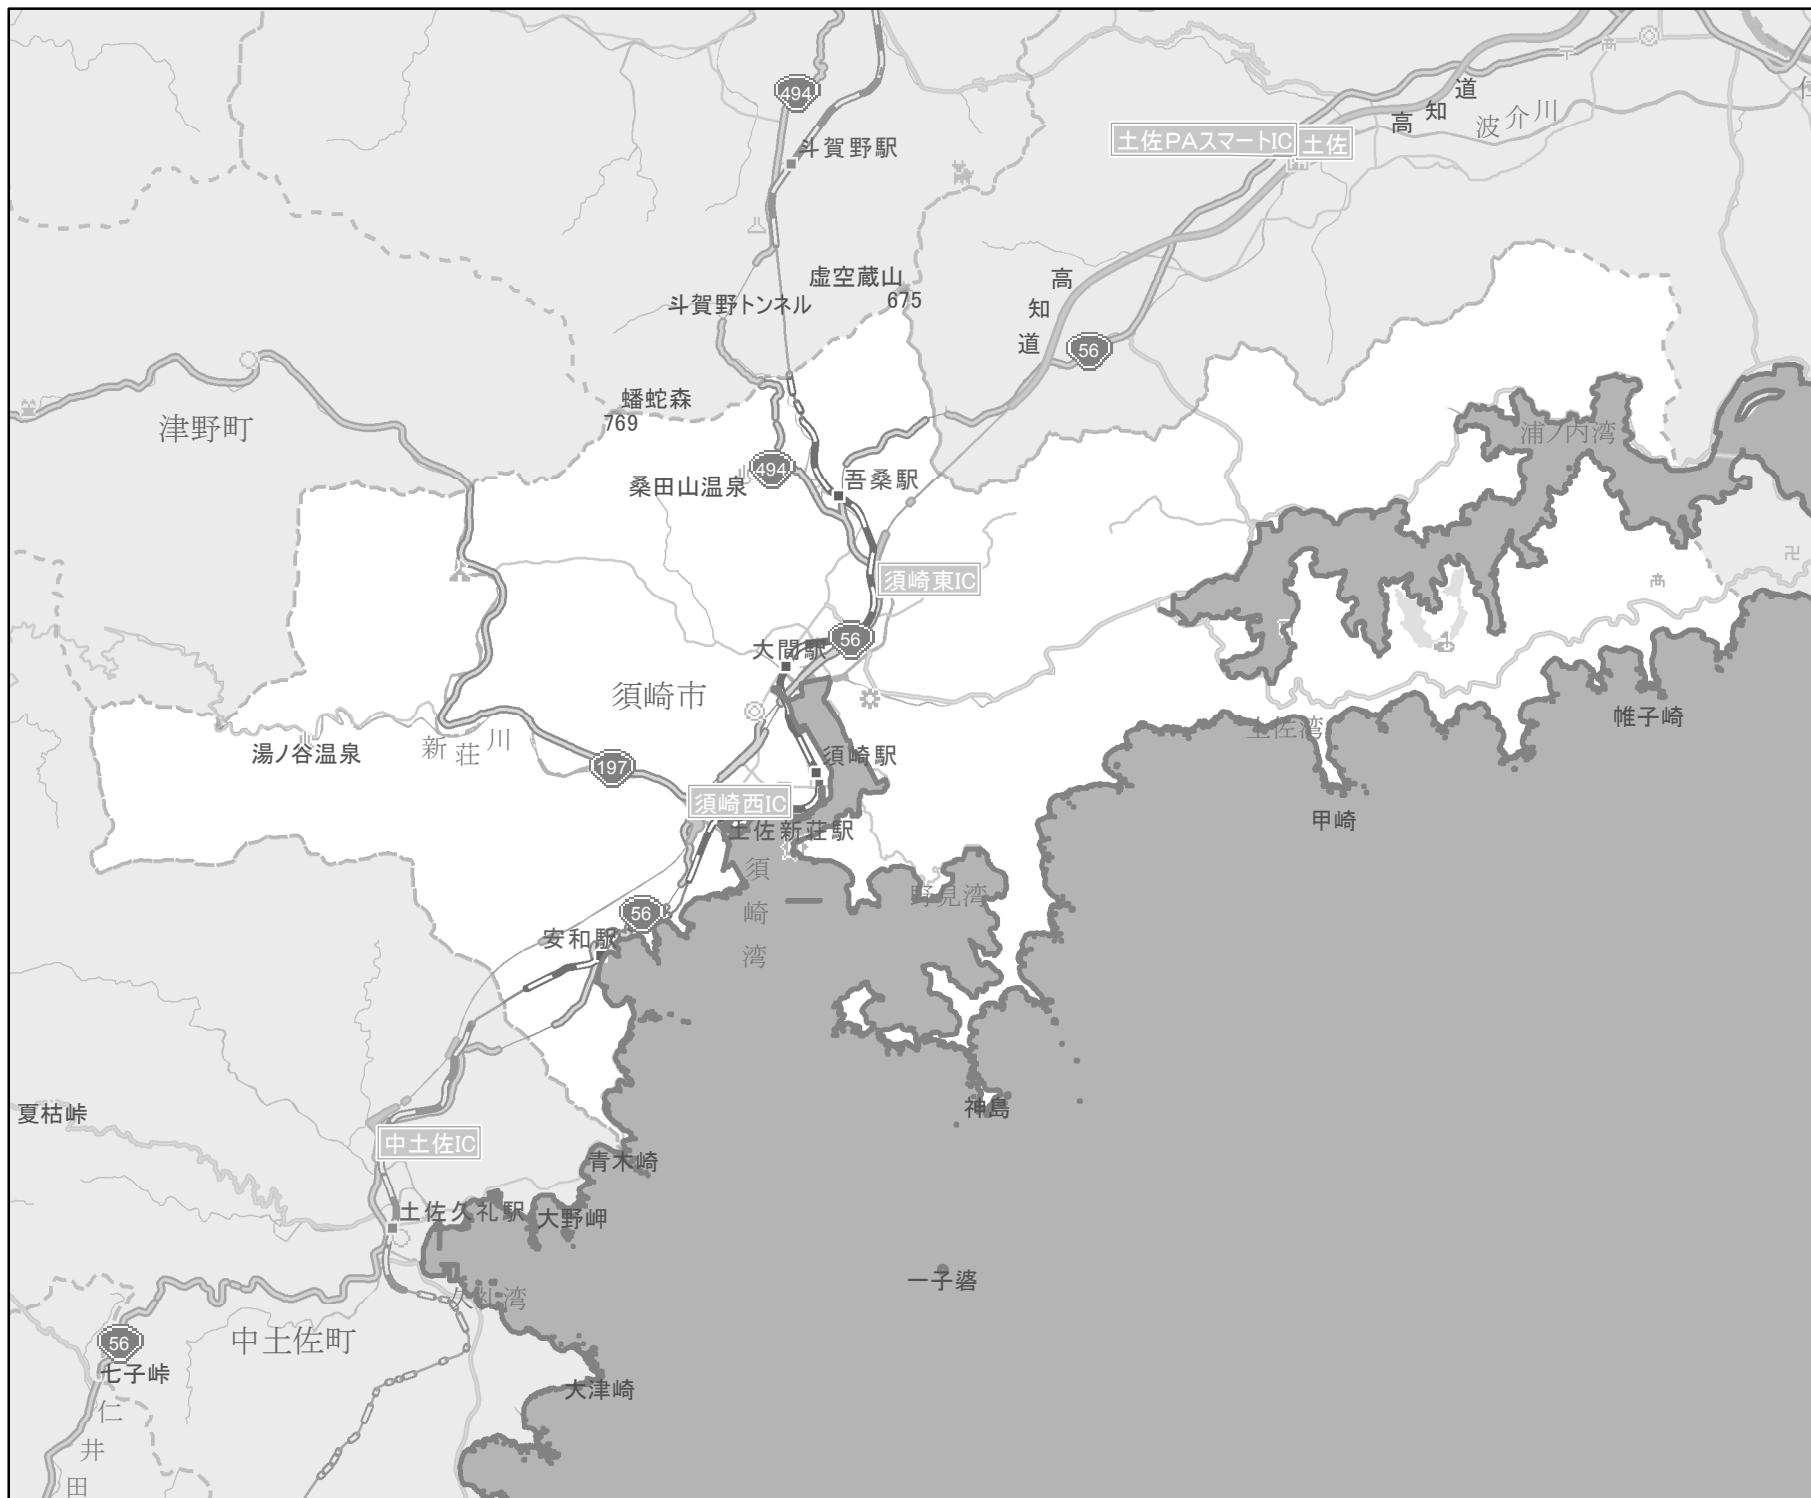 494
斗賀野駅
土佐PAスマートIC
土佐
高知道
波介川
虚空蔵山
675
斗賀野トンネル
高知道
56
蟠蛇森
769
津野町
浦ノ内湾
494
桑田山温泉
吾桑駅
須崎東IC
56
大間駅
須崎市
帷子崎
土佐湾
新荘川
湯ノ谷温泉
197
須崎駅
須崎西IC
甲崎
土佐新荘駅
須崎湾
野見湾
56
安和駅
夏枯峠
神島
中土佐IC
青木崎
土佐久礼駅
大野岬
一子碆
久礼湾
56
中土佐町
七子峠
大津崎
仁井田